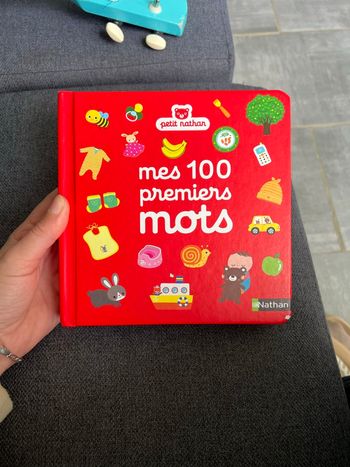 petit nathan
mes 100
premiers
mots
Nathan